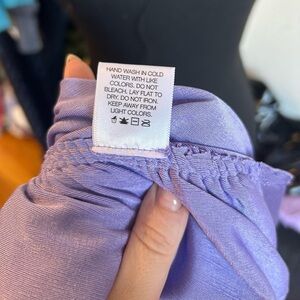 HAND WASH IN COLD
WATER WITH LIKE
COLORS. DO NOT
BLEACH. LAY FLAT TO
DRY. DO NOT IRON.
KEEP AWAY FROM
LIGHT COLORS.